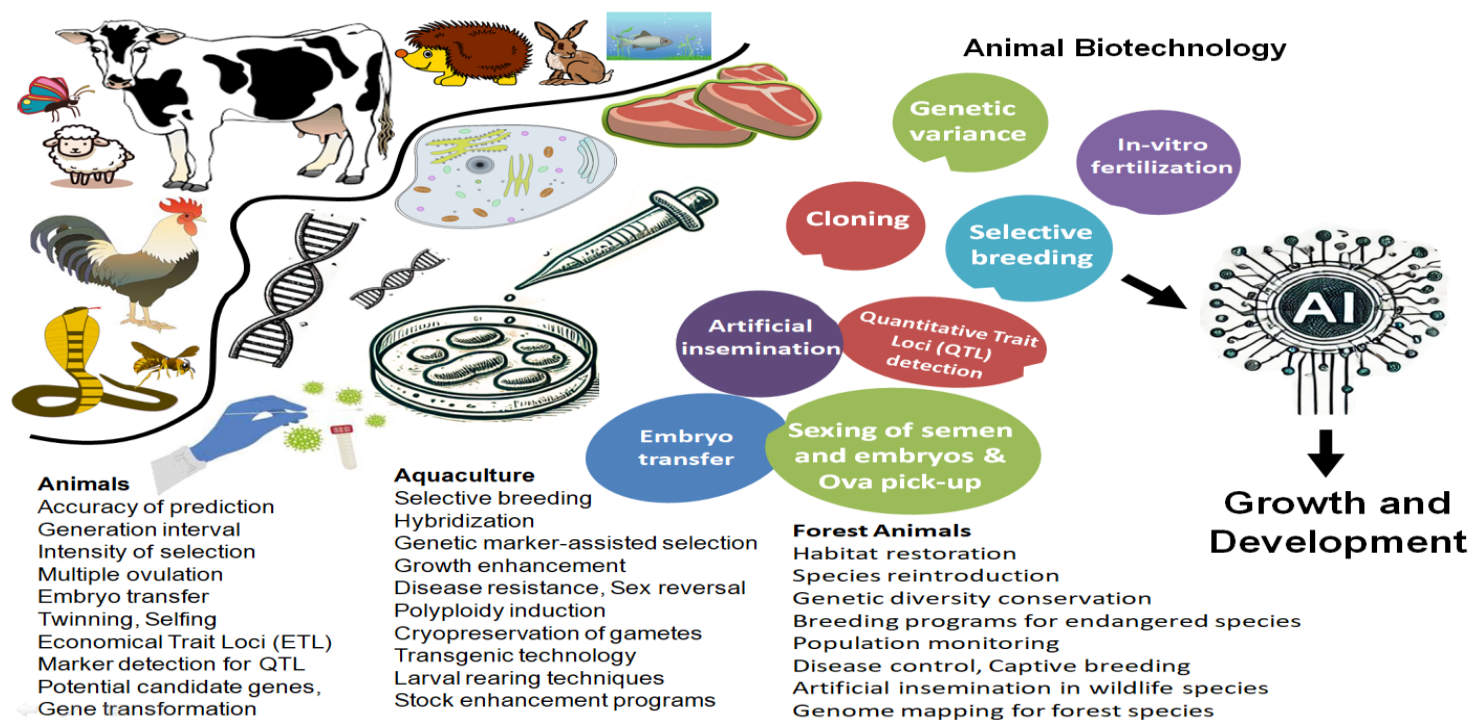 Animal Biotechnology
Genetic
variance
In-vitro
fertilization
Cloning
Selective
breeding
Artificial
insemination
Quantitative Trait
Loci (QTL)
detection
Embryo
transfer
Sexing of semen
and embryos &
Ova pick-up
AI
Growth and
Development
Animals
Accuracy of prediction
Generation interval
Intensity of selection
Multiple ovulation
Embryo transfer
Twinning, Selfing
Economical Trait Loci (ETL)
Marker detection for QTL
Potential candidate genes,
Gene transformation
Aquaculture
Selective breeding
Hybridization
Genetic marker-assisted selection
Growth enhancement
Disease resistance, Sex reversal
Polyploidy induction
Cryopreservation of gametes
Transgenic technology
Larval rearing techniques
Stock enhancement programs
Forest Animals
Habitat restoration
Species reintroduction
Genetic diversity conservation
Breeding programs for endangered species
Population monitoring
Disease control, Captive breeding
Artificial insemination in wildlife species
Genome mapping for forest species